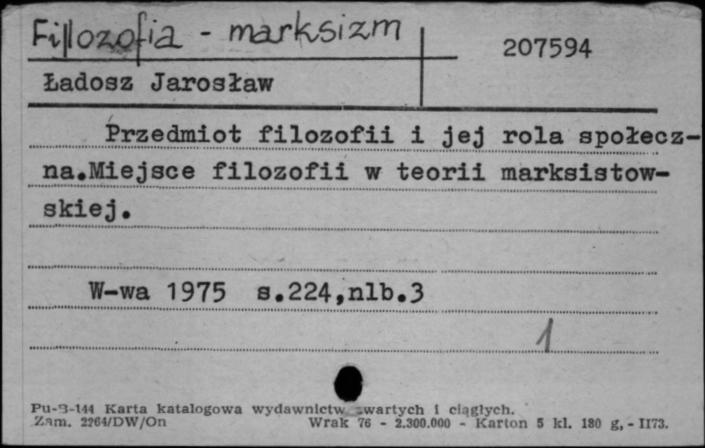 Filozofia - marksizm
207594
Ładosz Jarosław
Przedmiot filozofii i jej rola społecz-
na.Miejsce filozofii w teorii marksistow-
skiej.
W-wa 1975 s.224,nlb.3
1
Pu-3-144 Karta katalogowa wydawnictw zwartych i ciągłych.
Zam. 2264/DW/On Wrak 76 - 2.300.000 - Karton 5 kl. 180 g, - II73.